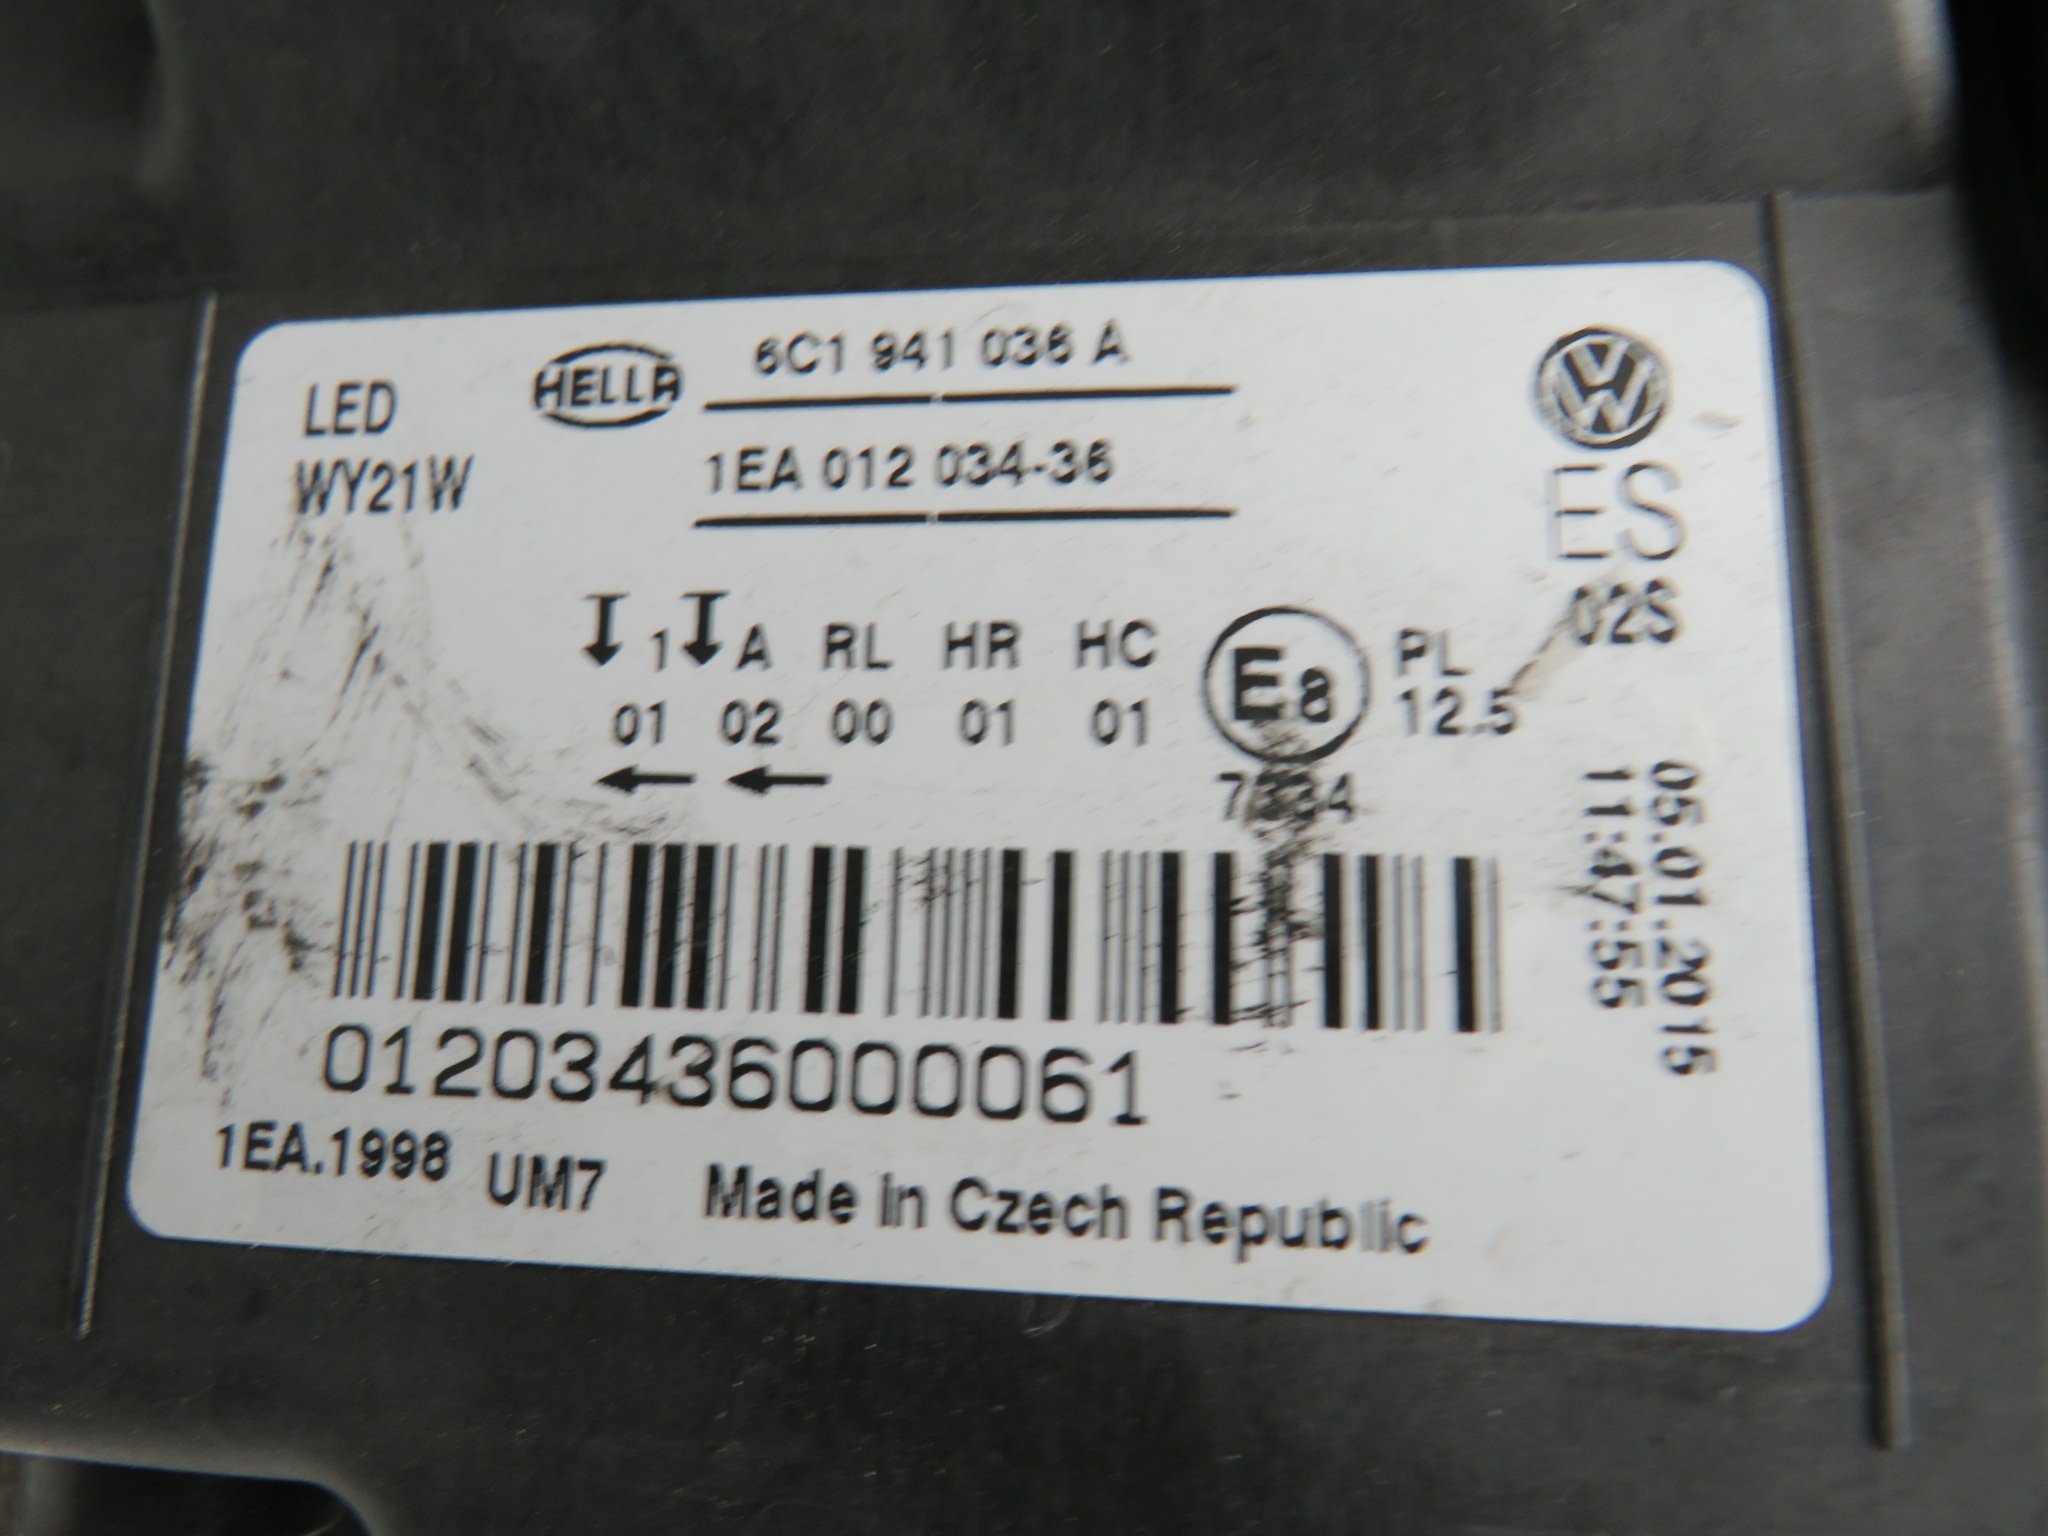 LED
WY21W
HELLA
6C1 941 036 A
1EA 012 034-36
ES
02S
1 A RL HR HC
01 02 00 01 01
E8
PL
12.5
05.01.2015
11:47:55
01203436000061
1EA.1998 UM7 Made in Czech Republic